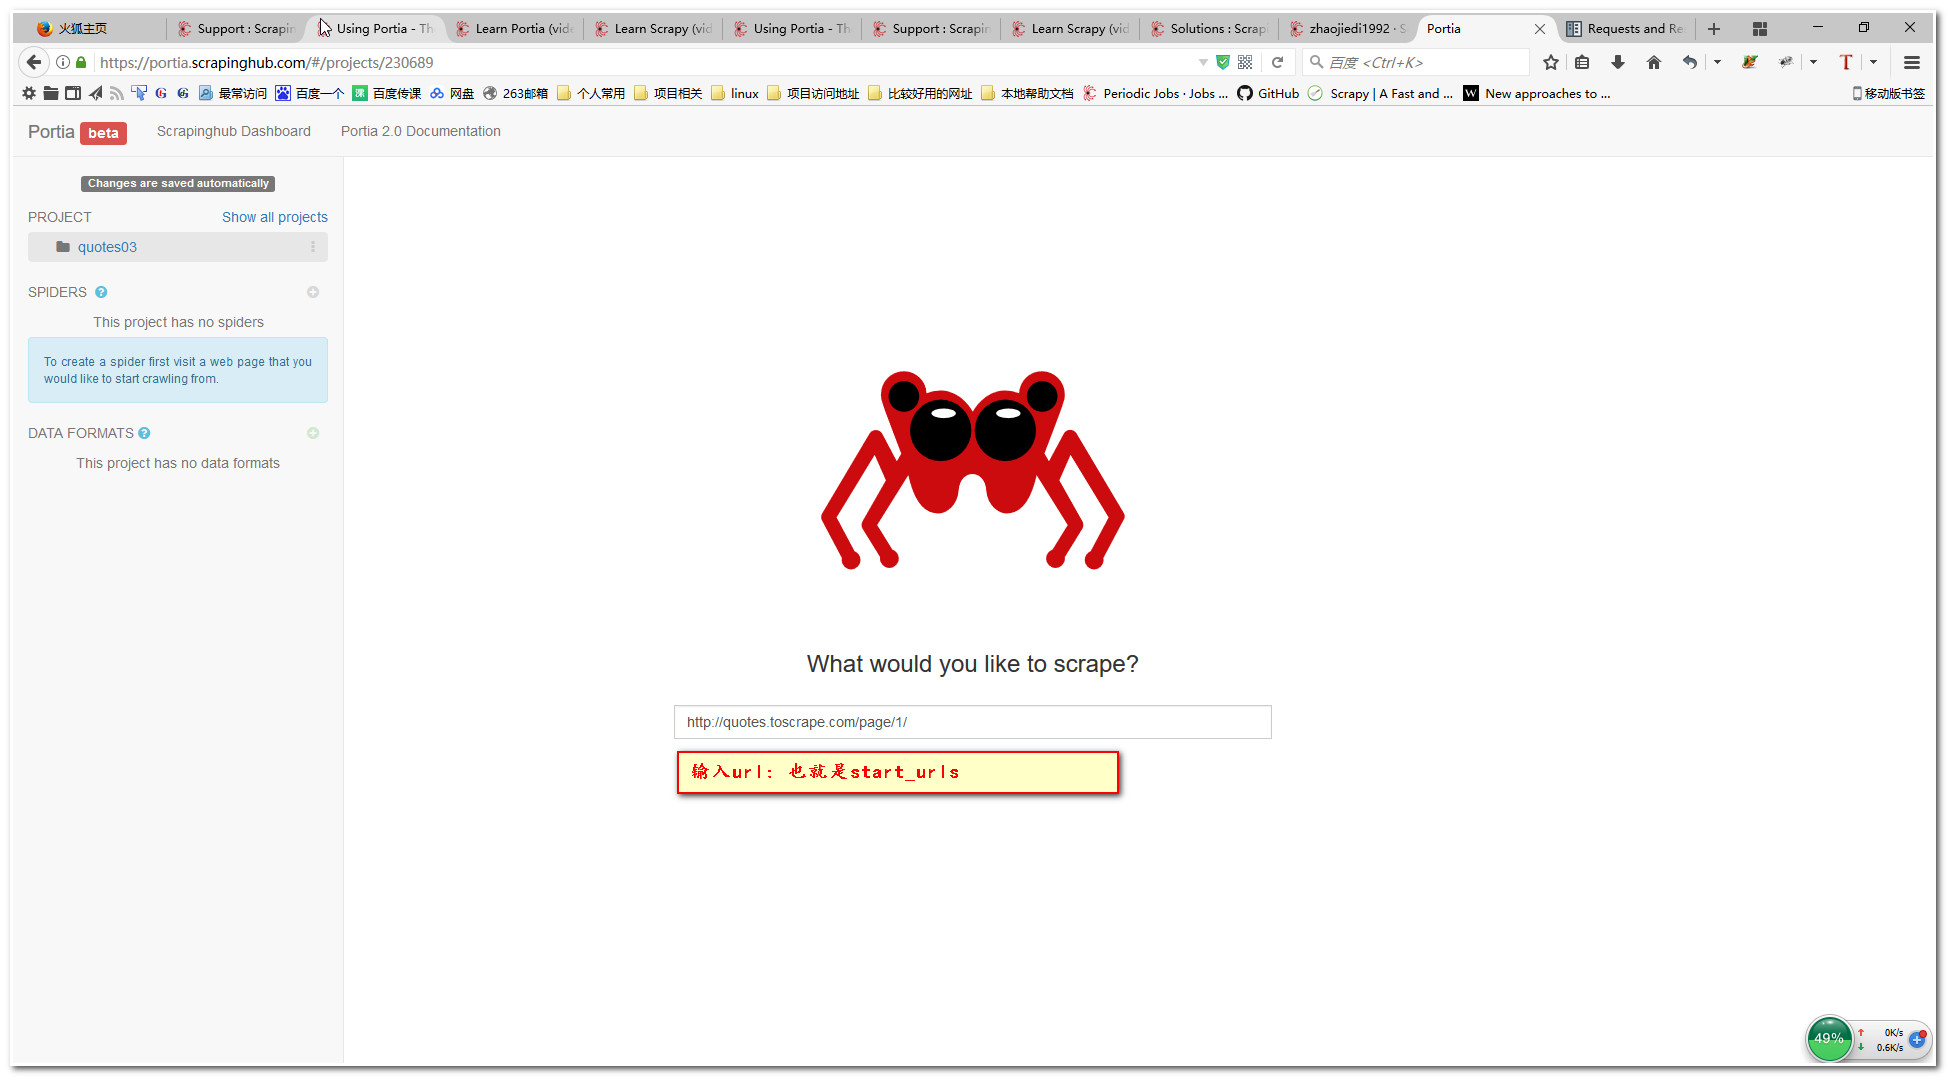 火狐主页
Support : Scrapin
Using Portia - Th
Learn Portia (vide
Learn Scrapy (vid
Using Portia - Th
Support : Scrapin
Learn Scrapy (vid
Solutions : Scrapi
zhaojiedi1992 · S
Portia
Requests and Re
https://portia.scrapinghub.com/#/projects/230689
百度 <Ctrl+K>
最常访问
百度一个
百度传课
网盘
263邮箱
个人常用
项目相关
linux
项目访问地址
比较好用的网址
本地帮助文档
Periodic Jobs · Jobs ...
GitHub
Scrapy | A Fast and ...
New approaches to ...
移动版书签
Portia beta
Scrapinghub Dashboard
Portia 2.0 Documentation
Changes are saved automatically
PROJECT
Show all projects
quotes03
SPIDERS
This project has no spiders
To create a spider first visit a web page that you
would like to start crawling from.
DATA FORMATS
This project has no data formats
What would you like to scrape?
http://quotes.toscrape.com/page/1/
输入url: 也就是start_urls
49%
0K/s
0.6K/s